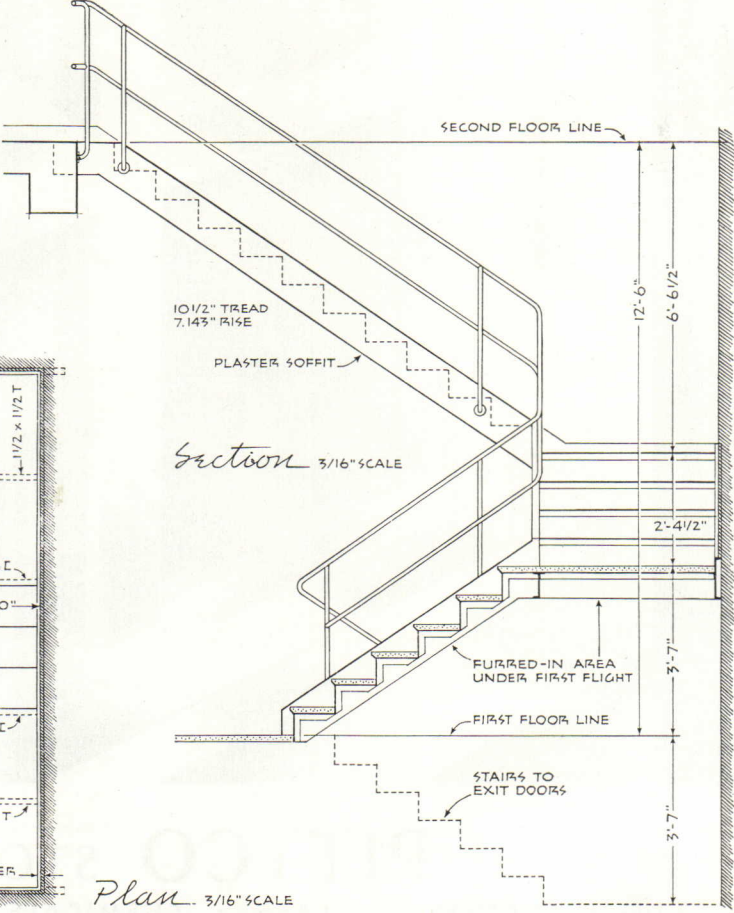 SECOND FLOOR LINE
12'-6"
6'-6 1/2"
10 1/2" TREAD
7.143" RISE
PLASTER SOFFIT
1 1/2 x 1 1/2 T
Section 3/16" SCALE
2'-4 1/2"
0"
3'-7"
FURRED-IN AREA
UNDER FIRST FLIGHT
FIRST FLOOR LINE
STAIRS TO
EXIT DOORS
T
3'-7"
ER
Plan 3/16" SCALE